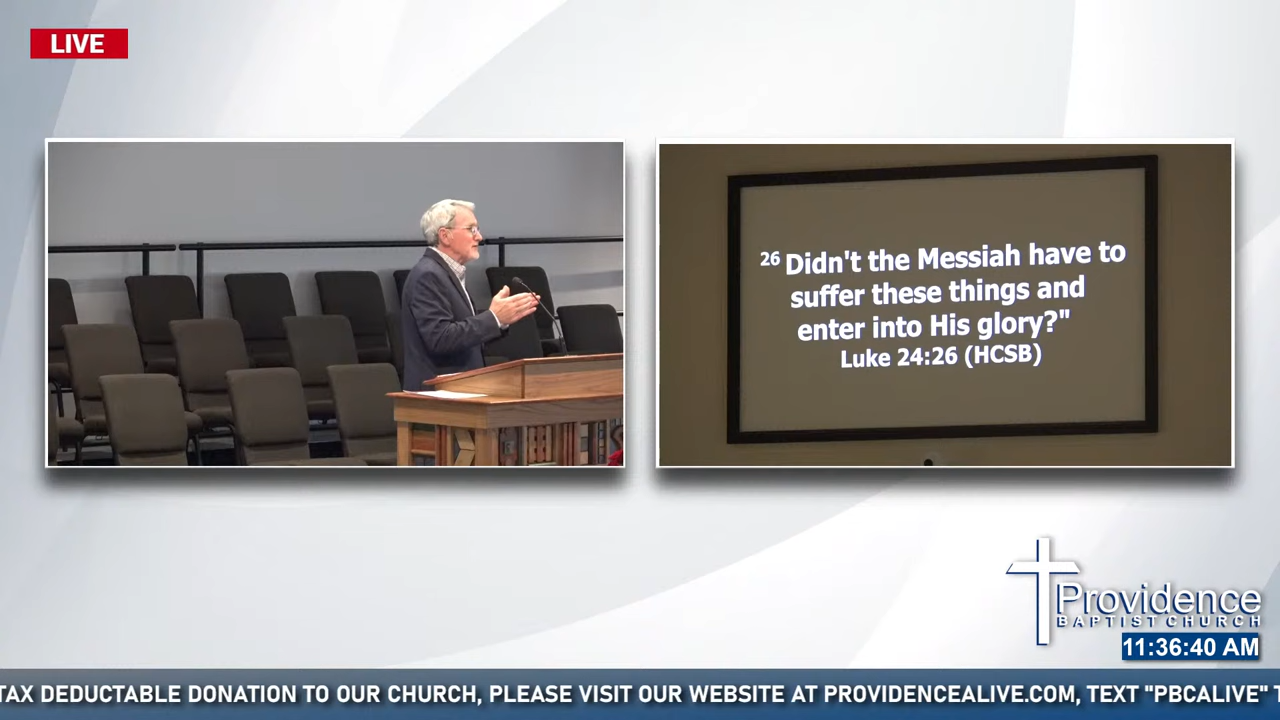 LIVE
26 Didn't the Messiah have to
suffer these things and
enter into His glory?"
Luke 24:26 (HCSB)
Providence
BAPTIST CHURCH
11:36:40 AM
TAX DEDUCTABLE DONATION TO OUR CHURCH, PLEASE VISIT OUR WEBSITE AT PROVIDENCEALIVE.COM, TEXT "PBCALIVE" T